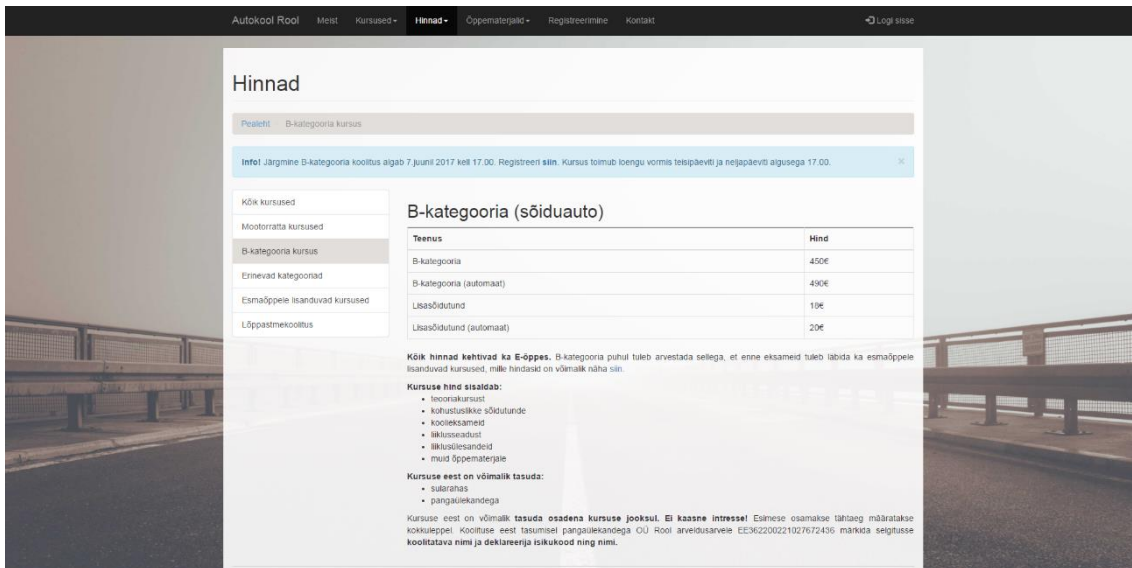 Autokool Rool Meist Kursused Hinnad Õppematerjalid Registreerimine Kontakt Logi sisse
Hinnad
Pealeht B-kategooria kursus
Info! Järgmine B-kategooria koolitus algab 7.juunil 2017 kell 17.00. Registreeri siin. Kursus toimub loengu vormis teisipäeviti ja neljapäeviti algusega 17.00. ×
Kõik kursused
Mootorratta kursused
B-kategooria kursus
Erinevad kategooriad
Esmaõppele lisanduvad kursused
Lõppastmekoolitus
B-kategooria (sõiduauto)
Teenus Hind
B-kategooria 450€
B-kategooria (automaat) 490€
Lisasõidutund 18€
Lisasõidutund (automaat) 20€
Kõik hinnad kehtivad ka E-õppes. B-kategooria puhul tuleb arvestada sellega, et enne eksameid tuleb läbida ka esmaõppele
lisanduvad kursused, mille hindasid on võimalik näha siin.
Kursuse hind sisaldab:
• teooriakursust
• kohustuslikke sõidutunde
• koolieksameid
• liiklusseadust
• liiklusülesandeid
• muid õppematerjale
Kursuse eest on võimalik tasuda:
• sularahas
• pangaülekandega
Kursuse eest on võimalik tasuda osadena kursuse jooksul. Ei kaasne intresse! Esimese osamakse tähtaeg määratakse
kokkuleppel. Koolituse eest tasumisel pangaülekandega OÜ Rool arveldusarvele EE362200221027672436 märkida selgitusse
koolitatava nimi ja deklareerija isikukood ning nimi.